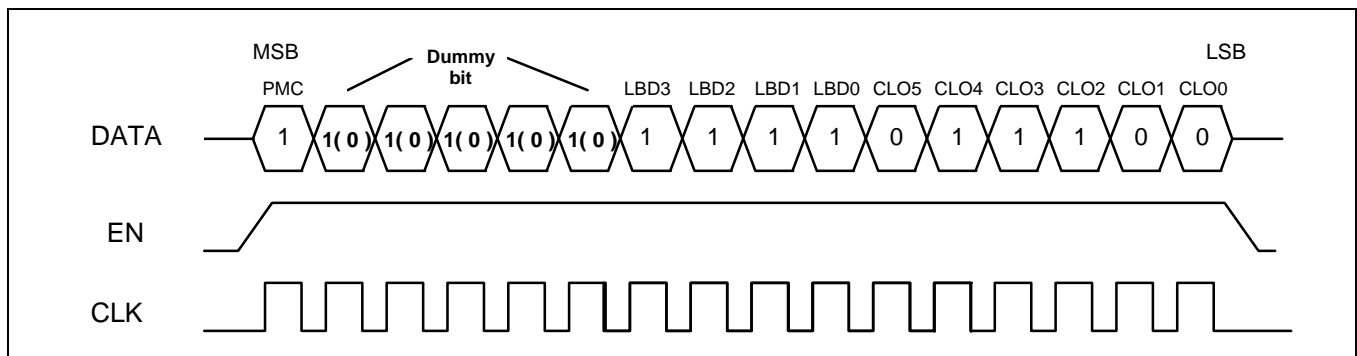 MSB Dummy bit LSB
PMC LBD3 LBD2 LBD1 LBD0 CLO5 CLO4 CLO3 CLO2 CLO1 CLO0
DATA 1 1( 0 ) 1( 0 ) 1( 0 ) 1( 0 ) 1( 0 ) 1 1 1 1 0 1 1 1 0 0
EN
CLK